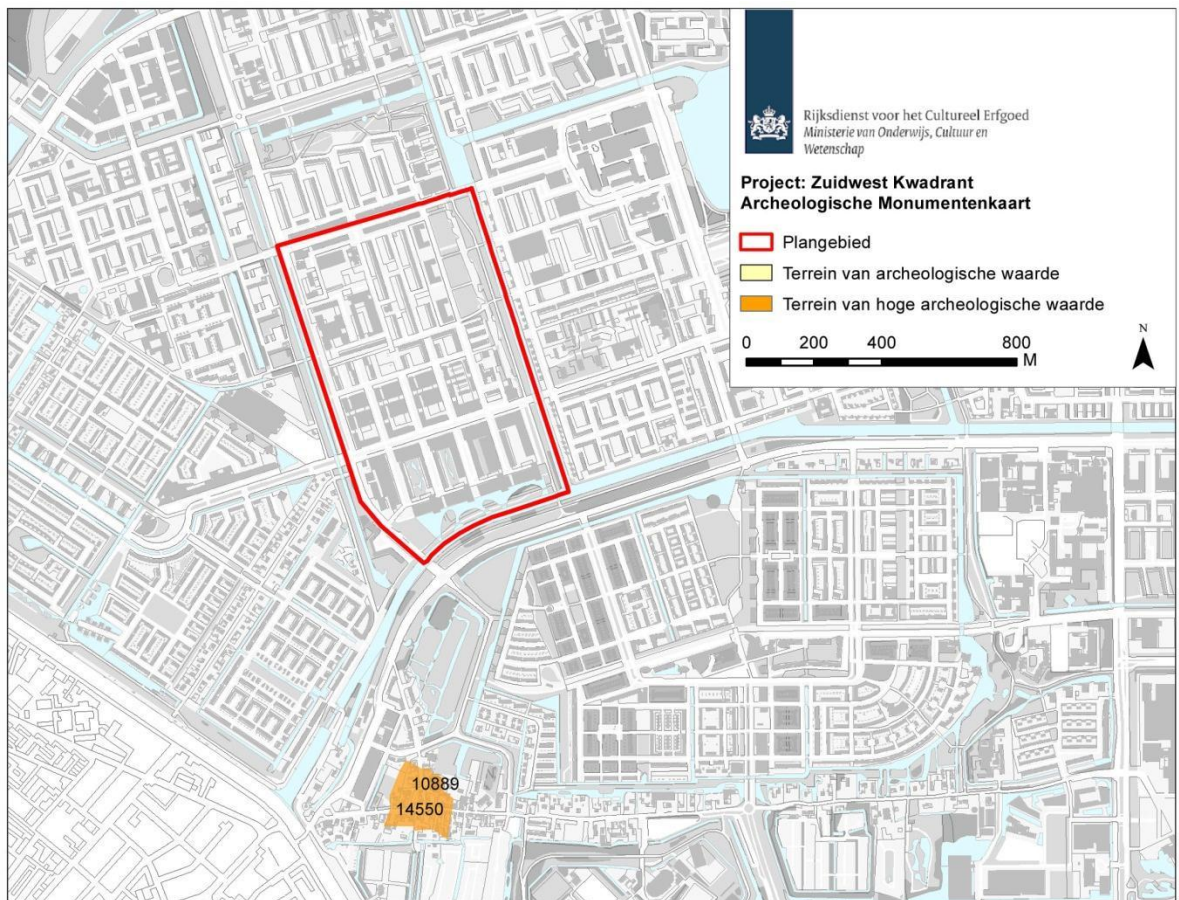 Rijksdienst voor het Cultureel Erfgoed
Ministerie van Onderwijs, Cultuur en
Wetenschap
Project: Zuidwest Kwadrant
Archeologische Monumentenkaart
Plangebied
Terrein van archeologische waarde
Terrein van hoge archeologische waarde
0 200 400 800
M
N
10889
14550